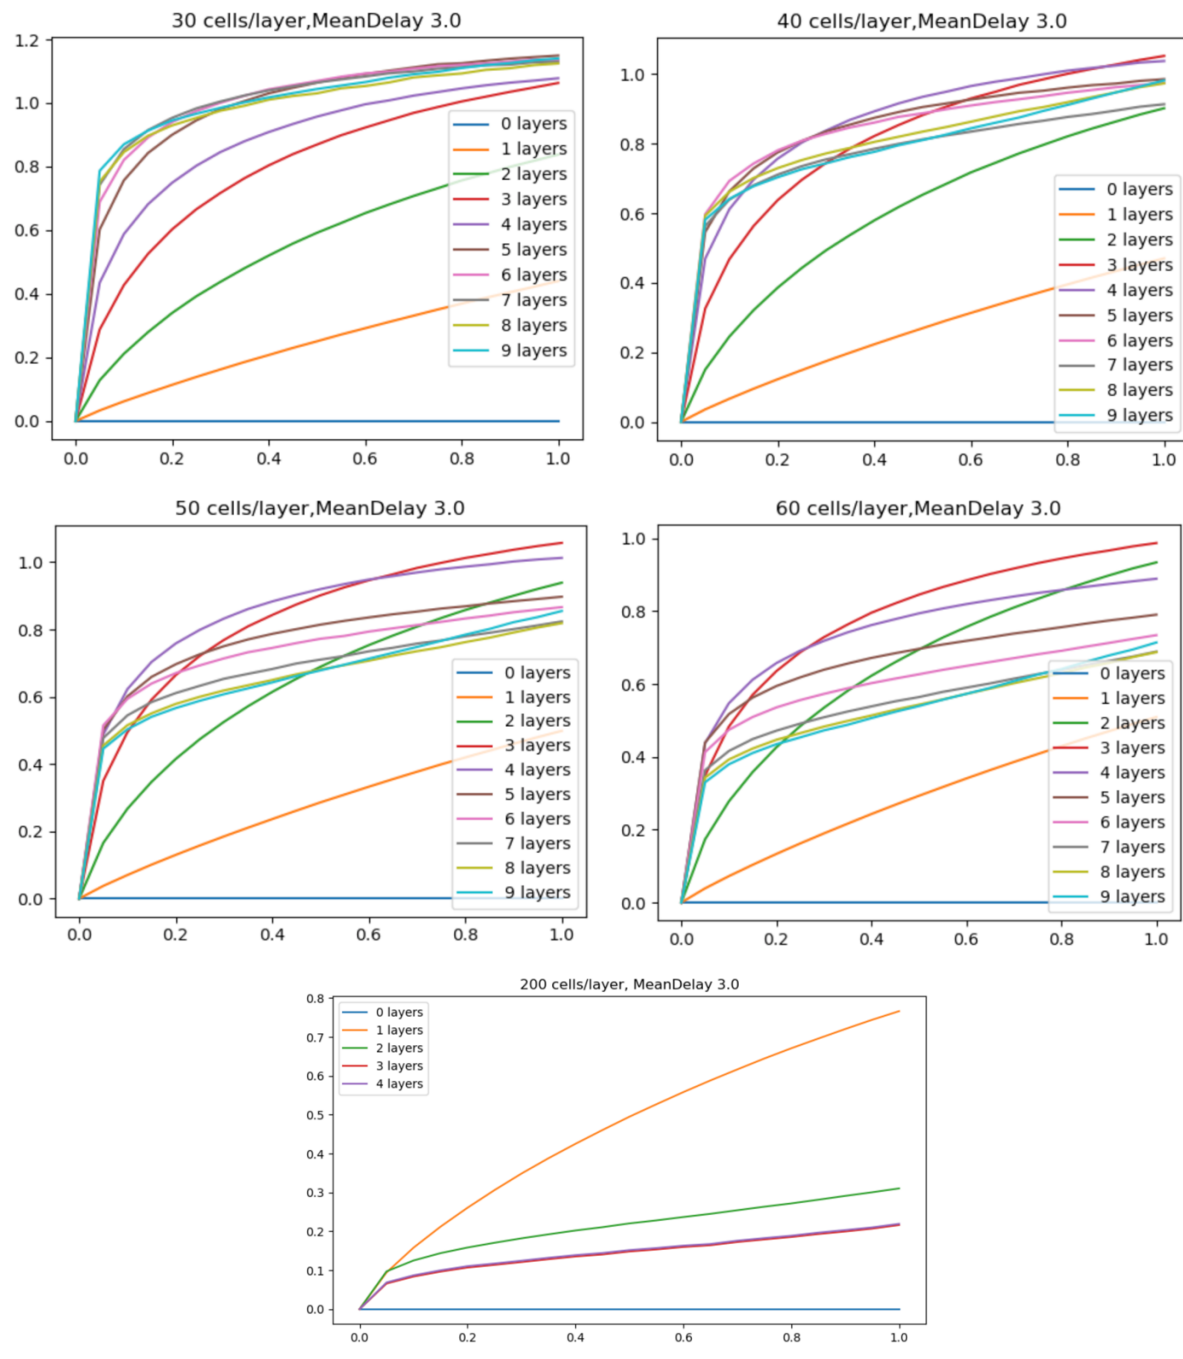 30 cells/layer,MeanDelay 3.0
1.2
1.0
0.8
0.6
0.4
0.2
0.0
0 layers
1 layers
2 layers
3 layers
4 layers
5 layers
6 layers
7 layers
8 layers
9 layers
0.0 0.2 0.4 0.6 0.8 1.0
40 cells/layer,MeanDelay 3.0
1.0
0.8
0.6
0.4
0.2
0.0
0 layers
1 layers
2 layers
3 layers
4 layers
5 layers
6 layers
7 layers
8 layers
9 layers
0.0 0.2 0.4 0.6 0.8 1.0
50 cells/layer,MeanDelay 3.0
1.0
0.8
0.6
0.4
0.2
0.0
0 layers
1 layers
2 layers
3 layers
4 layers
5 layers
6 layers
7 layers
8 layers
9 layers
0.0 0.2 0.4 0.6 0.8 1.0
60 cells/layer,MeanDelay 3.0
1.0
0.8
0.6
0.4
0.2
0.0
0 layers
1 layers
2 layers
3 layers
4 layers
5 layers
6 layers
7 layers
8 layers
9 layers
0.0 0.2 0.4 0.6 0.8 1.0
200 cells/layer, MeanDelay 3.0
0.8
0.7
0.6
0.5
0.4
0.3
0.2
0.1
0.0
0 layers
1 layers
2 layers
3 layers
4 layers
0.0 0.2 0.4 0.6 0.8 1.0